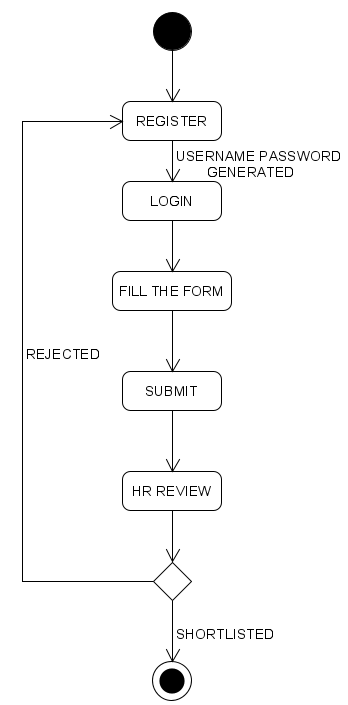 REGISTER
USERNAME PASSWORD
GENERATED
LOGIN
FILL THE FORM
REJECTED
SUBMIT
HR REVIEW
SHORTLISTED